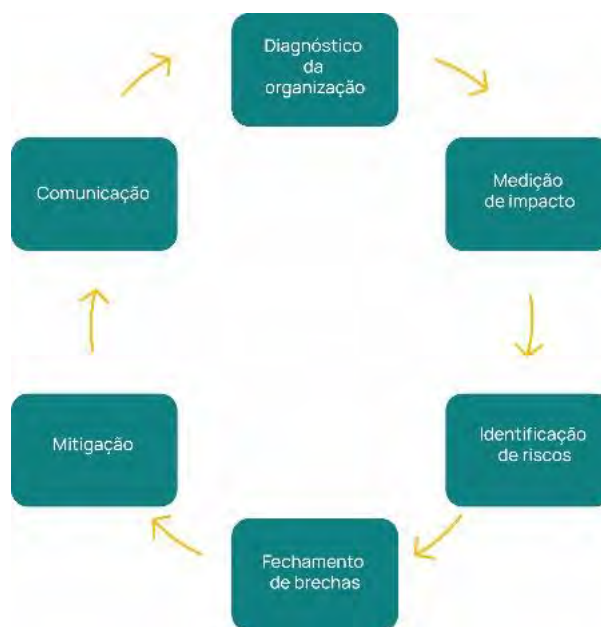 Diagnóstico
da
organização
Medição
de impacto
Identificação
de riscos
Fechamento
de brechas
Mitigação
Comunicação